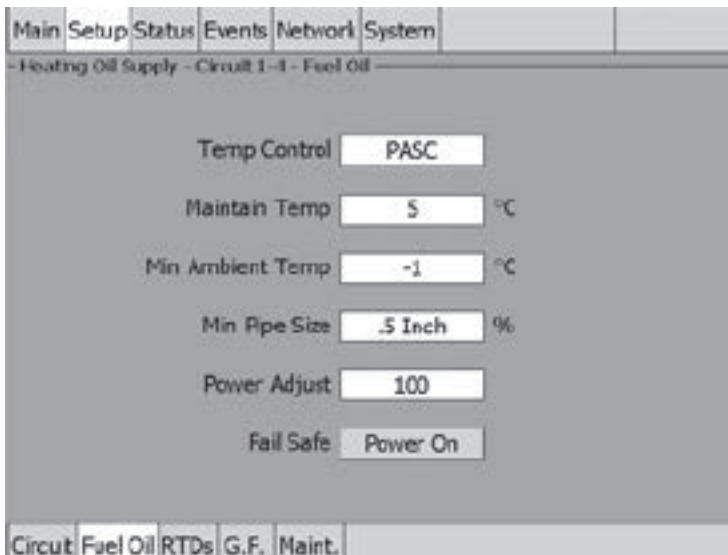 Main Setup Status Events Network System
Heating Oil Supply - Circuit 1-4 - Fuel Oil
Temp Control PASC
Maintain Temp 5 °C
Min Ambient Temp -1 °C
Min Pipe Size .5 Inch %
Power Adjust 100
Fail Safe Power On
Circuit Fuel Oil RTDs G.F. Maint.